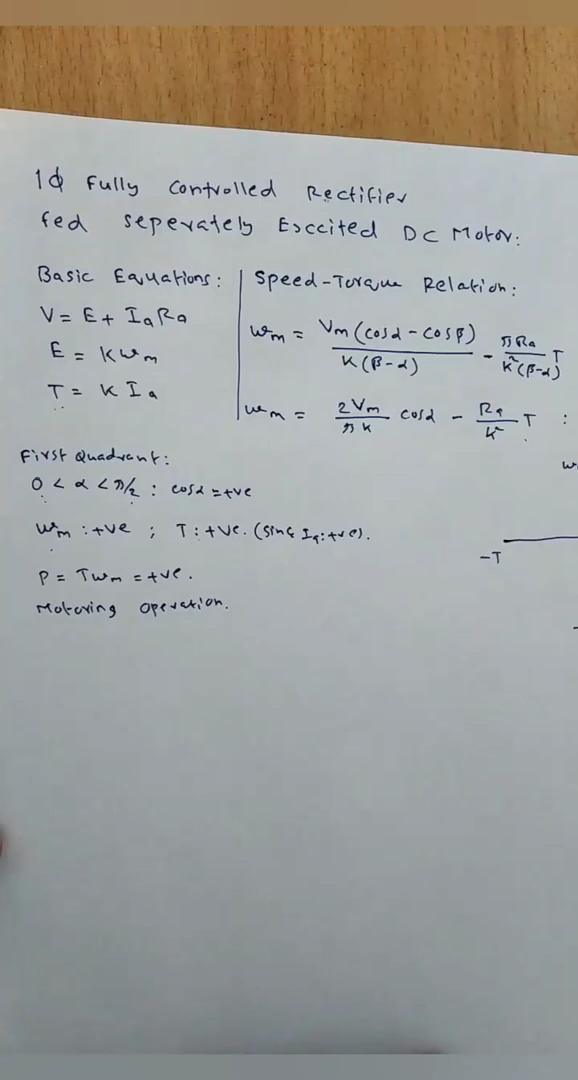 1ϕ Fully Controlled Rectifier
fed seperately Exccited DC Motor:
Basic Equations:
V = E + IaRa
E = Kωm
T = K Ia
Speed-Torque Relation:
ωm = Vm(cosα - cosβ) / K(β-α) - πRa / K²(β-α) T
ωm = 2Vm / πK cosα - Ra / K² T :
First Quadrant:
0 < α < π/2 : cosα = +ve
ωm : +ve ; T : +ve. (Since Ia : +ve).
P = Tωm = +ve.
Motoring Operation.
-T